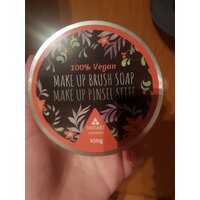 100% Vegan
MAKE UP BRUSH SOAP
MAKE UP PINSEL SEIFE
100g